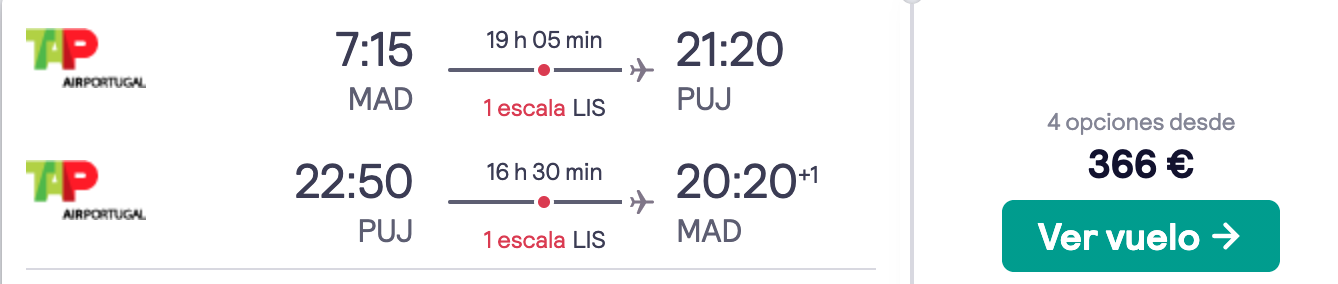 TAP
AIRPORTUGAL
7:15
MAD
19 h 05 min
1 escala LIS
21:20
PUJ
TAP
AIRPORTUGAL
22:50
PUJ
16 h 30 min
1 escala LIS
20:20+1
MAD
4 opciones desde
366 €
Ver vuelo →